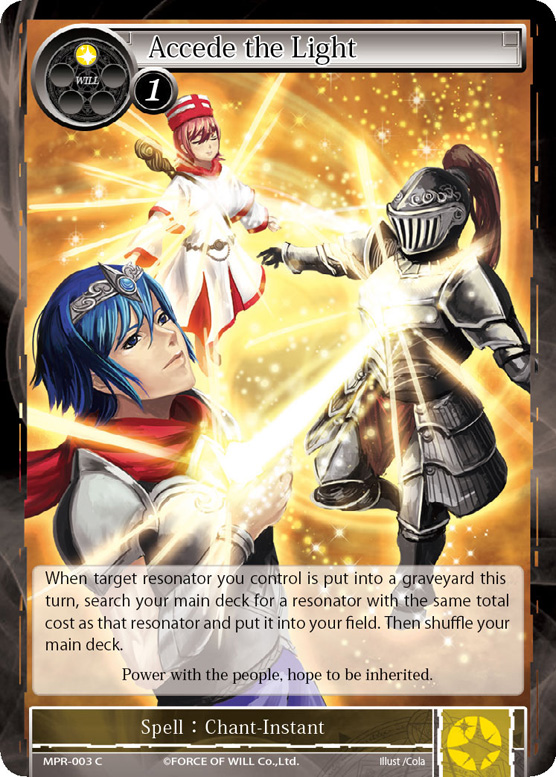 Accede the Light
WILL
1
When target resonator you control is put into a graveyard this
turn, search your main deck for a resonator with the same total
cost as that resonator and put it into your field. Then shuffle your
main deck.
Power with the people, hope to be inherited.
Spell : Chant-Instant
MPR-003 C ©FORCE OF WILL Co.,Ltd. Illust /Cola